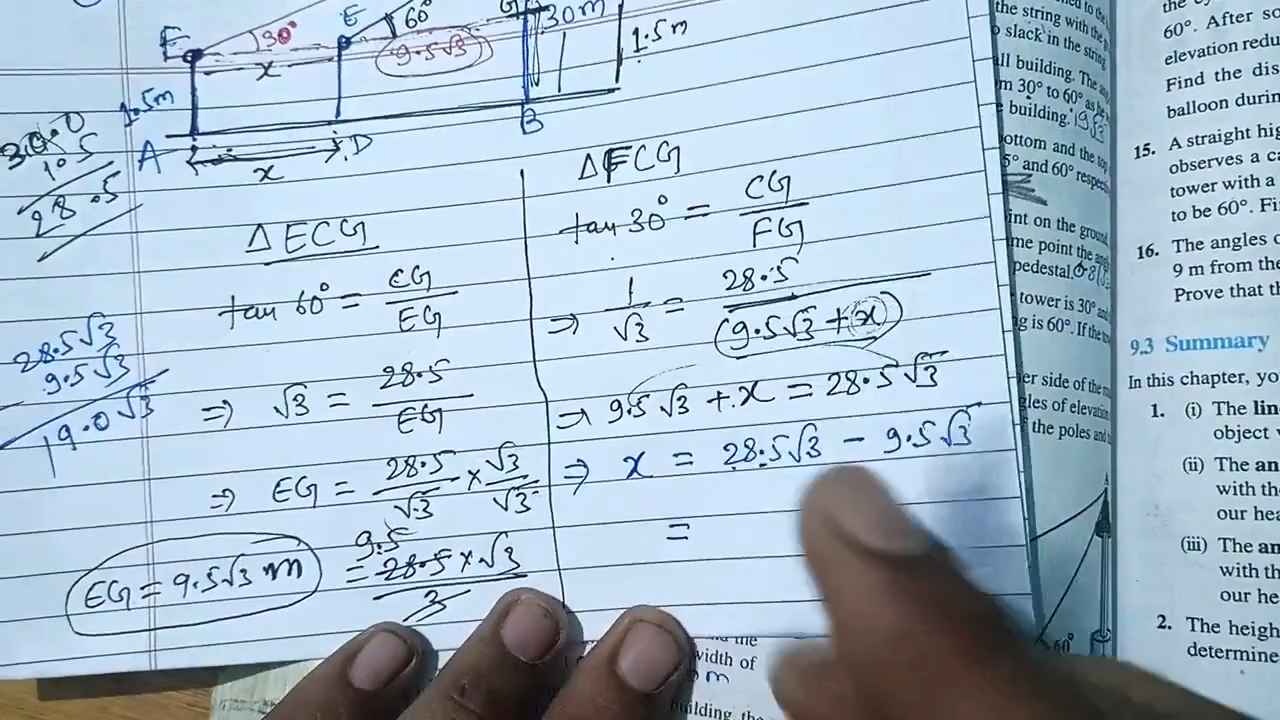 E
60°
G
30m
F
30°
x
9.5√3
1.5m
1.5m
B
A
D
x
30.0
1.5
28.5
ΔECG
tan 60° = CG/EG
⇒ √3 = 28.5/EG
⇒ EG = 28.5/√3 × √3/√3
9.5
= 28.5 × √3/3
EG = 9.5√3 m
28.5√3
9.5√3
19.0√3
ΔFCG
tan 30° = CG/FG
⇒ 1/√3 = 28.5/(9.5√3 + x)
⇒ 9.5√3 + x = 28.5√3
⇒ x = 28.5√3 − 9.5√3
=
the string with the
slack in the string
all building. The
m 30° to 60° as he
building.
19√3
ottom and the top
5° and 60° respec
int on the ground
me point the
pedestal.
tower is 30° and
g is 60°. If the
er side of the
gles of elevation
f the poles and
60°
the
60°. After so
elevation redu
Find the dis
balloon durin
15. A straight hig
observes a ca
tower with a
to be 60°. Fi
16. The angles o
9 m from the
Prove that th
9.3 Summary
In this chapter, yo
1. (i) The lin
object
(ii) The an
with the
our hea
(iii) The an
with th
our he
2. The heigh
determine
the
width of
m
building the